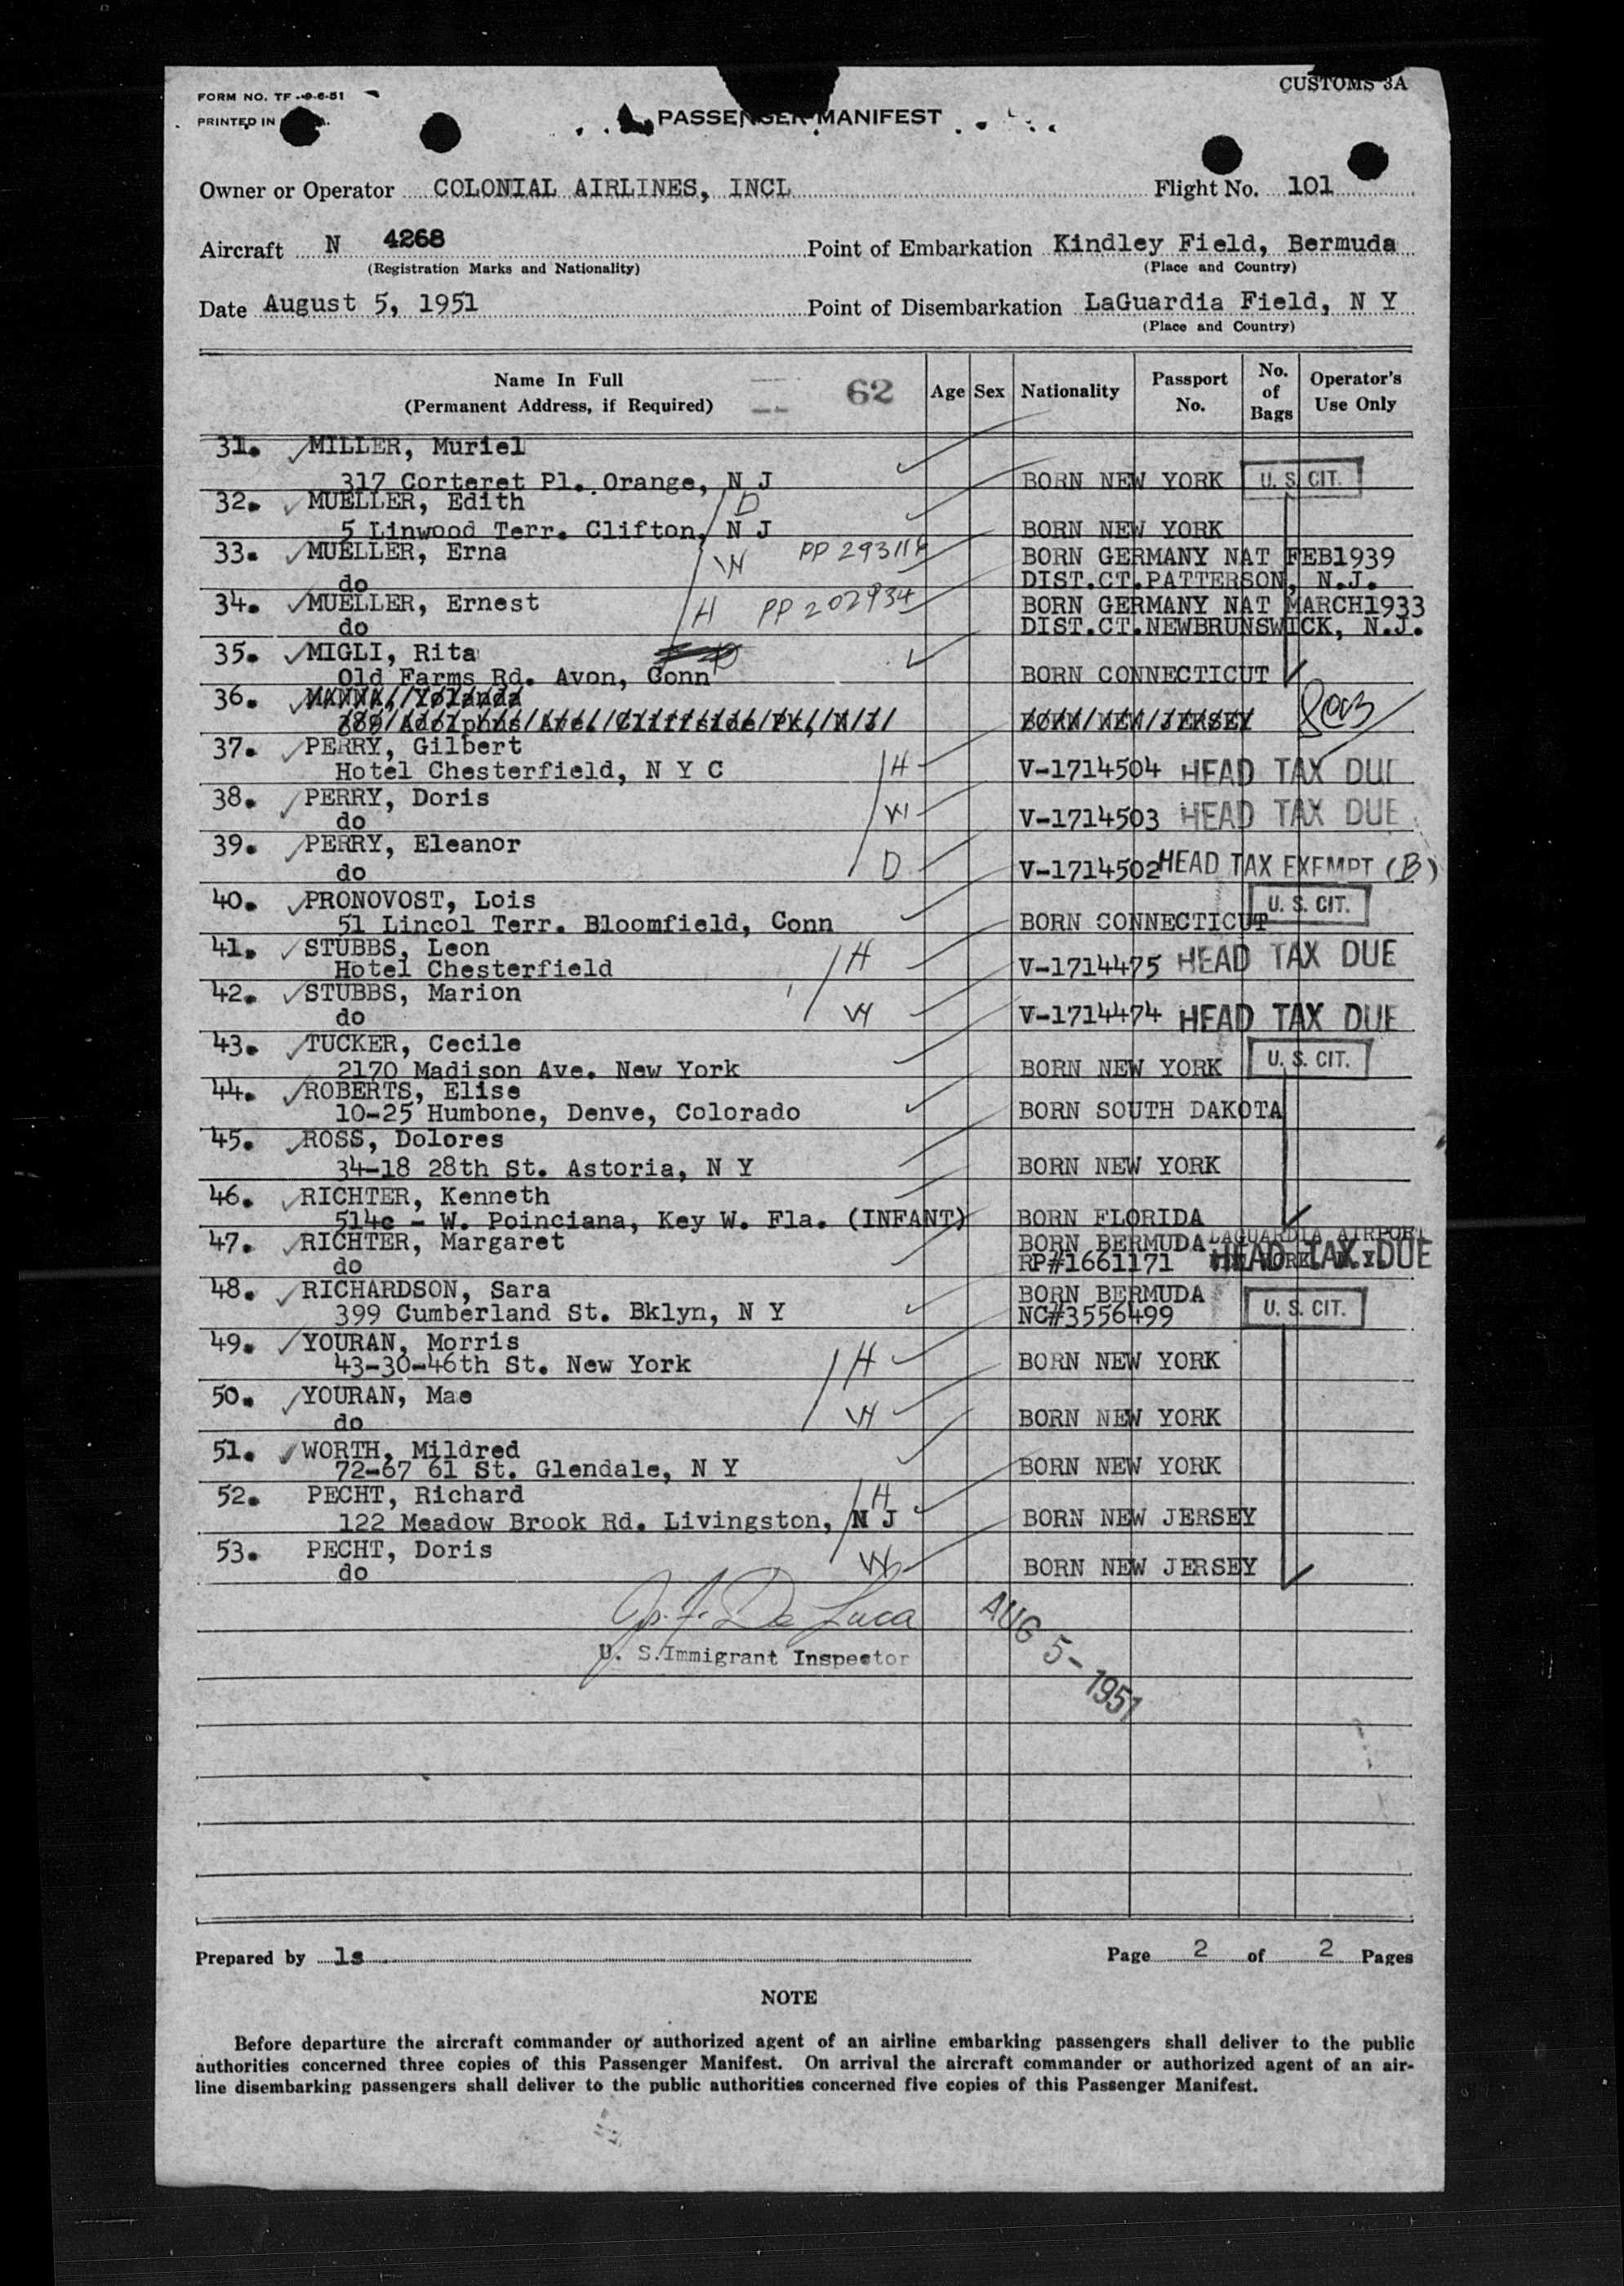 CUSTOMS 3A
FORM NO. TF -9-6-51
PRINTED IN
PASSENGER MANIFEST
Owner or Operator COLONIAL AIRLINES, INCL Flight No. 101
Aircraft N 4268 Point of Embarkation Kindley Field, Bermuda
(Registration Marks and Nationality) (Place and Country)
Date August 5, 1951 Point of Disembarkation LaGuardia Field, N Y
(Place and Country)
Name In Full (Permanent Address, if Required) 62 Age Sex Nationality Passport No. No. of Bags Operator's Use Only
31. MILLER, Muriel
317 Corteret Pl. Orange, N J BORN NEW YORK U. S. CIT.
32. MUELLER, Edith D
5 Linwood Terr. Clifton, N J BORN NEW YORK
33. MUELLER, Erna W PP BORN GERMANY NAT FEB1939
do DIST.CT.PATTERSON, N.J.
34. MUELLER, Ernest H PP 202934 BORN GERMANY NAT MARCH1933
do DIST.CT.NEWBRUNSWICK, N.J.
35. MIGLI, Rita
Old Farms Rd. Avon, Conn BORN CONNECTICUT
36. MANNA, Yolanda
Adolphus Ave. Cliffside Pk, N J BORN NEW JERSEY
37. PERRY, Gilbert
Hotel Chesterfield, N Y C H V-1714504 HEAD TAX DUE
38. PERRY, Doris
do W V-1714503 HEAD TAX DUE
39. PERRY, Eleanor
do D V-1714502 HEAD TAX EXEMPT (B)
40. PRONOVOST, Lois U. S. CIT.
51 Lincol Terr. Bloomfield, Conn BORN CONNECTICUT
41. STUBBS, Leon H
Hotel Chesterfield V-1714475 HEAD TAX DUE
42. STUBBS, Marion
do W V-1714474 HEAD TAX DUE
43. TUCKER, Cecile
2170 Madison Ave. New York BORN NEW YORK U. S. CIT.
44. ROBERTS, Elise
10-25 Humbone, Denve, Colorado BORN SOUTH DAKOTA
45. ROSS, Dolores
34-18 28th St. Astoria, N Y BORN NEW YORK
46. RICHTER, Kenneth
514c - W. Poinciana, Key W. Fla. (INFANT) BORN FLORIDA
47. RICHTER, Margaret BORN BERMUDA LAGUARDIA AIRPORT
do RP#1661171 HEAD TAX DUE
48. RICHARDSON, Sara BORN BERMUDA
399 Cumberland St. Bklyn, N Y NC#3556499 U. S. CIT.
49. YOURAN, Morris
43-30-46th St. New York H BORN NEW YORK
50. YOURAN, Mae
do W BORN NEW YORK
51. WORTH, Mildred
72-67 61 St. Glendale, N Y BORN NEW YORK
52. PECHT, Richard H
122 Meadow Brook Rd. Livingston, N J BORN NEW JERSEY
53. PECHT, Doris
do W BORN NEW JERSEY
De Luca
U. S. Immigrant Inspector
AUG 5 - 1951
Prepared by ls Page 2 of 2 Pages
NOTE
Before departure the aircraft commander or authorized agent of an airline embarking passengers shall deliver to the public
authorities concerned three copies of this Passenger Manifest. On arrival the aircraft commander or authorized agent of an air-
line disembarking passengers shall deliver to the public authorities concerned five copies of this Passenger Manifest.